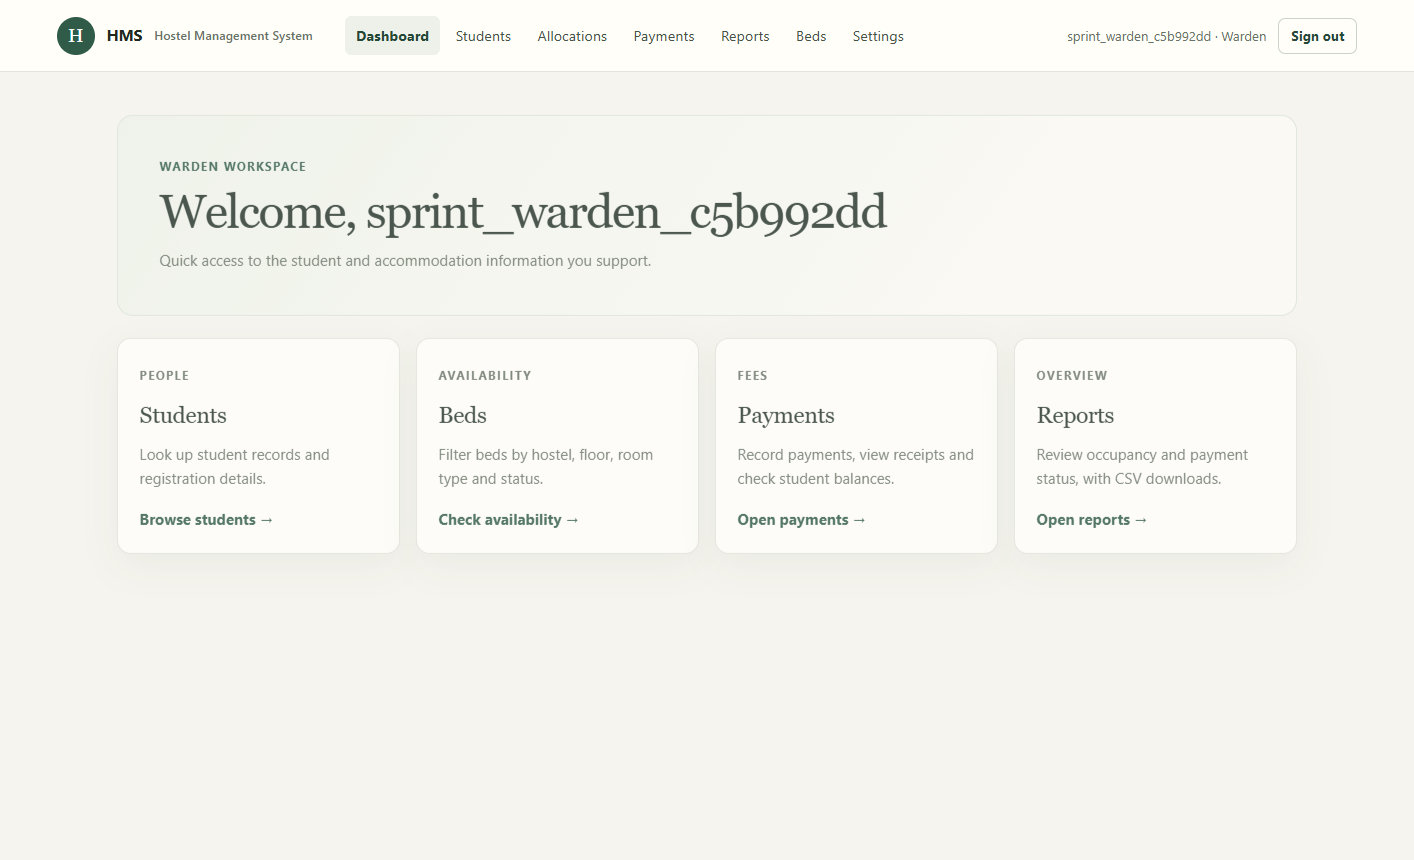 H HMS Hostel Management System Dashboard Students Allocations Payments Reports Beds Settings sprint_warden_c5b992dd · Warden Sign out
WARDEN WORKSPACE
Welcome, sprint_warden_c5b992dd
Quick access to the student and accommodation information you support.
PEOPLE
Students
Look up student records and
registration details.
Browse students →
AVAILABILITY
Beds
Filter beds by hostel, floor, room
type and status.
Check availability →
FEES
Payments
Record payments, view receipts and
check student balances.
Open payments →
OVERVIEW
Reports
Review occupancy and payment
status, with CSV downloads.
Open reports →